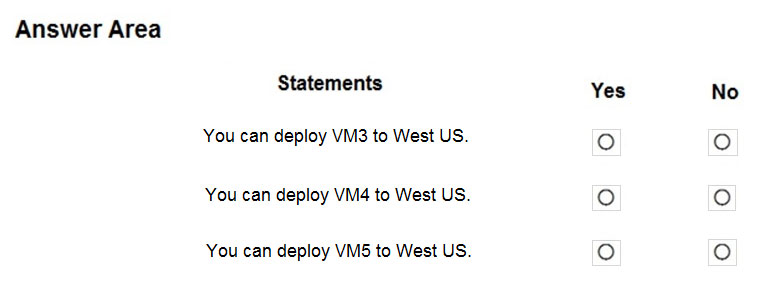 Answer Area
Statements Yes No
You can deploy VM3 to West US.
You can deploy VM4 to West US.
You can deploy VM5 to West US.